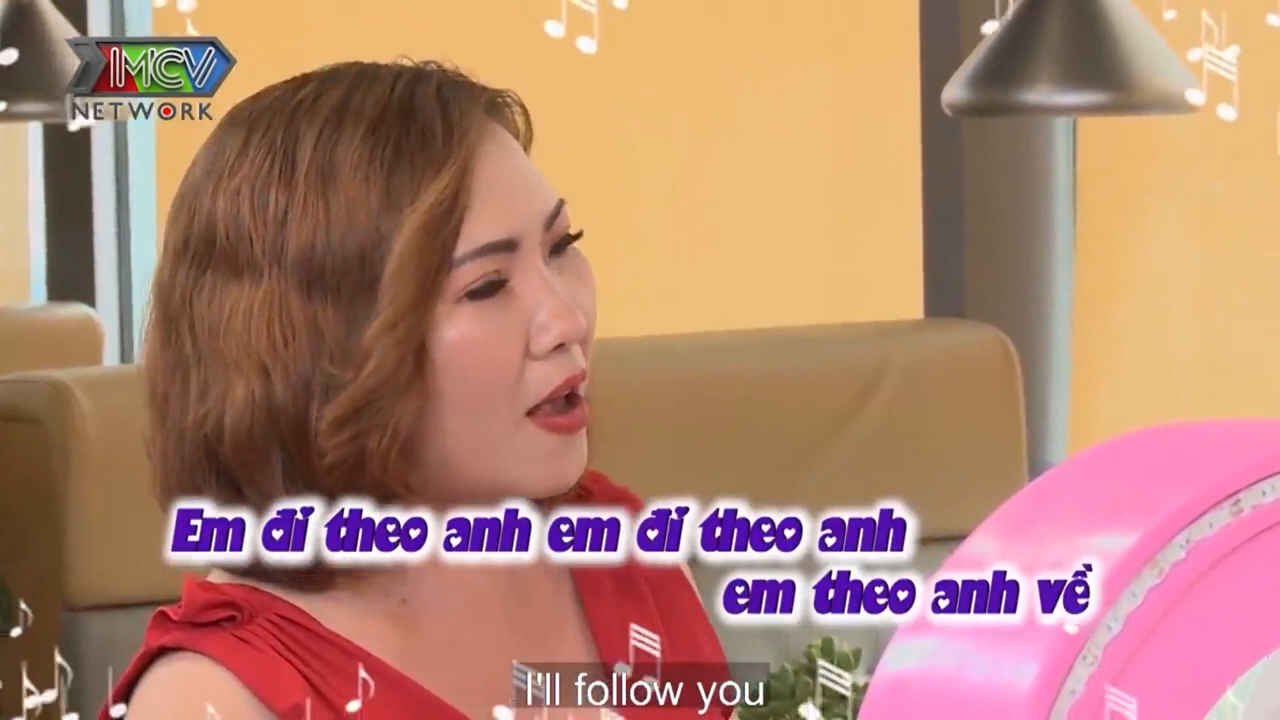 MCV
NETWORK
Em đi theo anh em đi theo anh
em theo anh về
I'll follow you